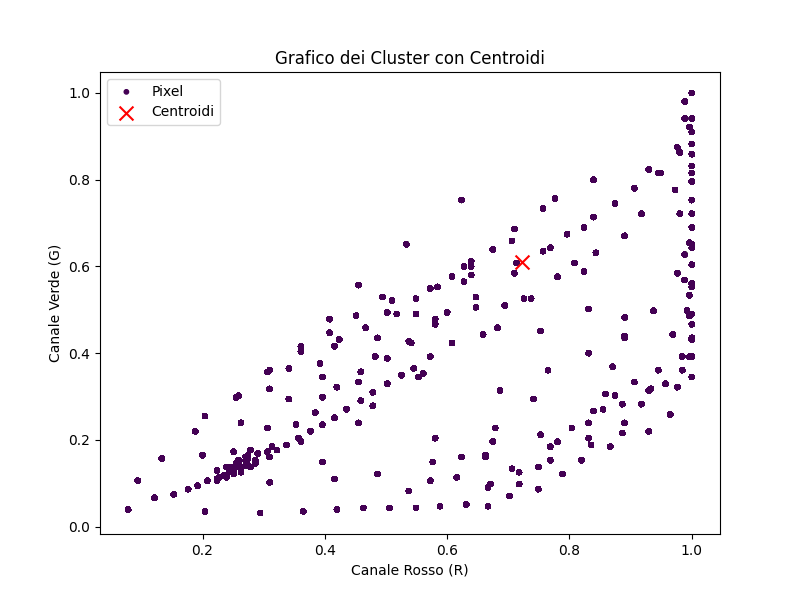 Grafico dei Cluster con Centroidi
Pixel
Centroidi
Canale Verde (G)
1.0
0.8
0.6
0.4
0.2
0.0
0.2 0.4 0.6 0.8 1.0
Canale Rosso (R)